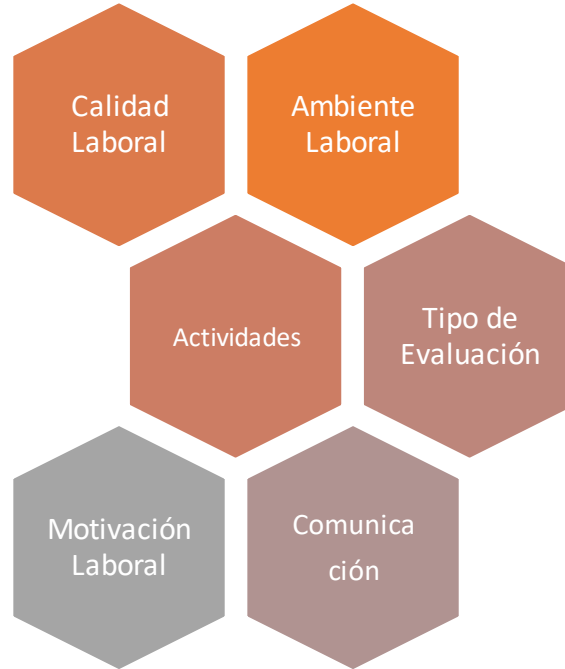 Calidad
Laboral
Ambiente
Laboral
Actividades
Tipo de
Evaluación
Motivación
Laboral
Comunica
ción